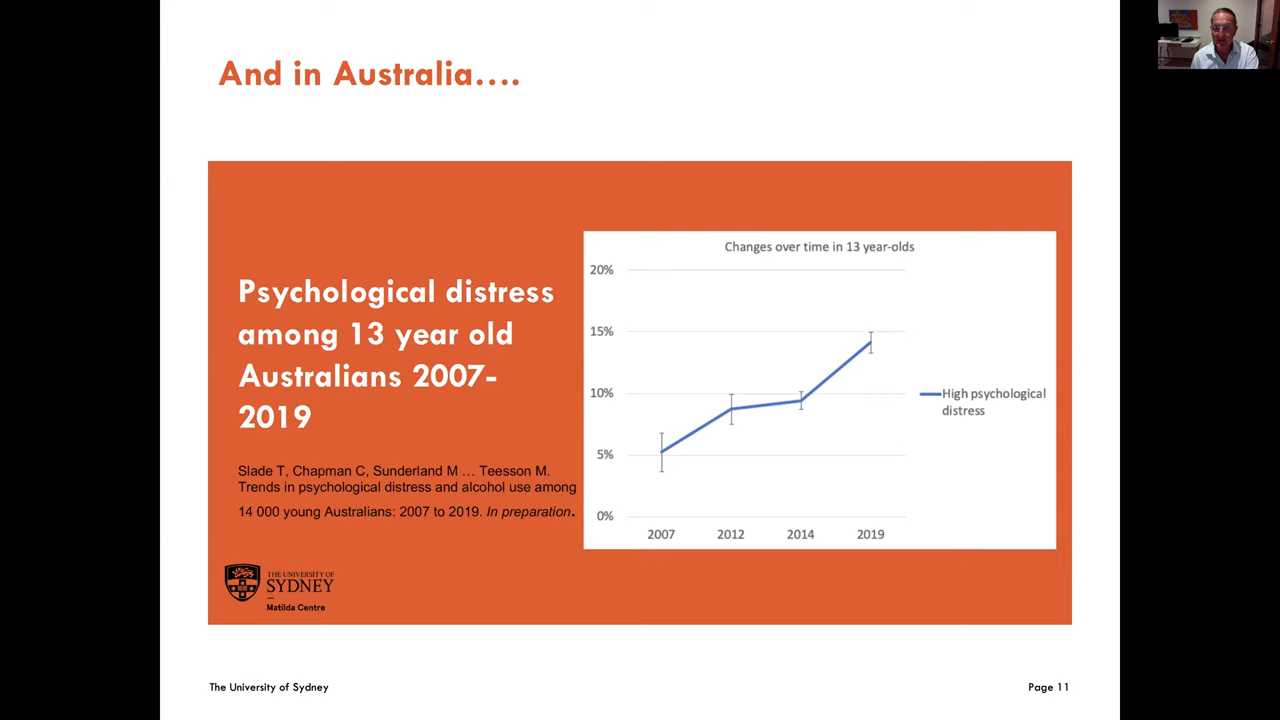 And in Australia....
Psychological distress
among 13 year old
Australians 2007-
2019
Slade T, Chapman C, Sunderland M ... Teesson M.
Trends in psychological distress and alcohol use among
14 000 young Australians: 2007 to 2019. In preparation.
THE UNIVERSITY OF
SYDNEY
Matilda Centre
Changes over time in 13 year-olds
20%
15%
10%
5%
0%
2007 2012 2014 2019
High psychological
distress
The University of Sydney
Page 11